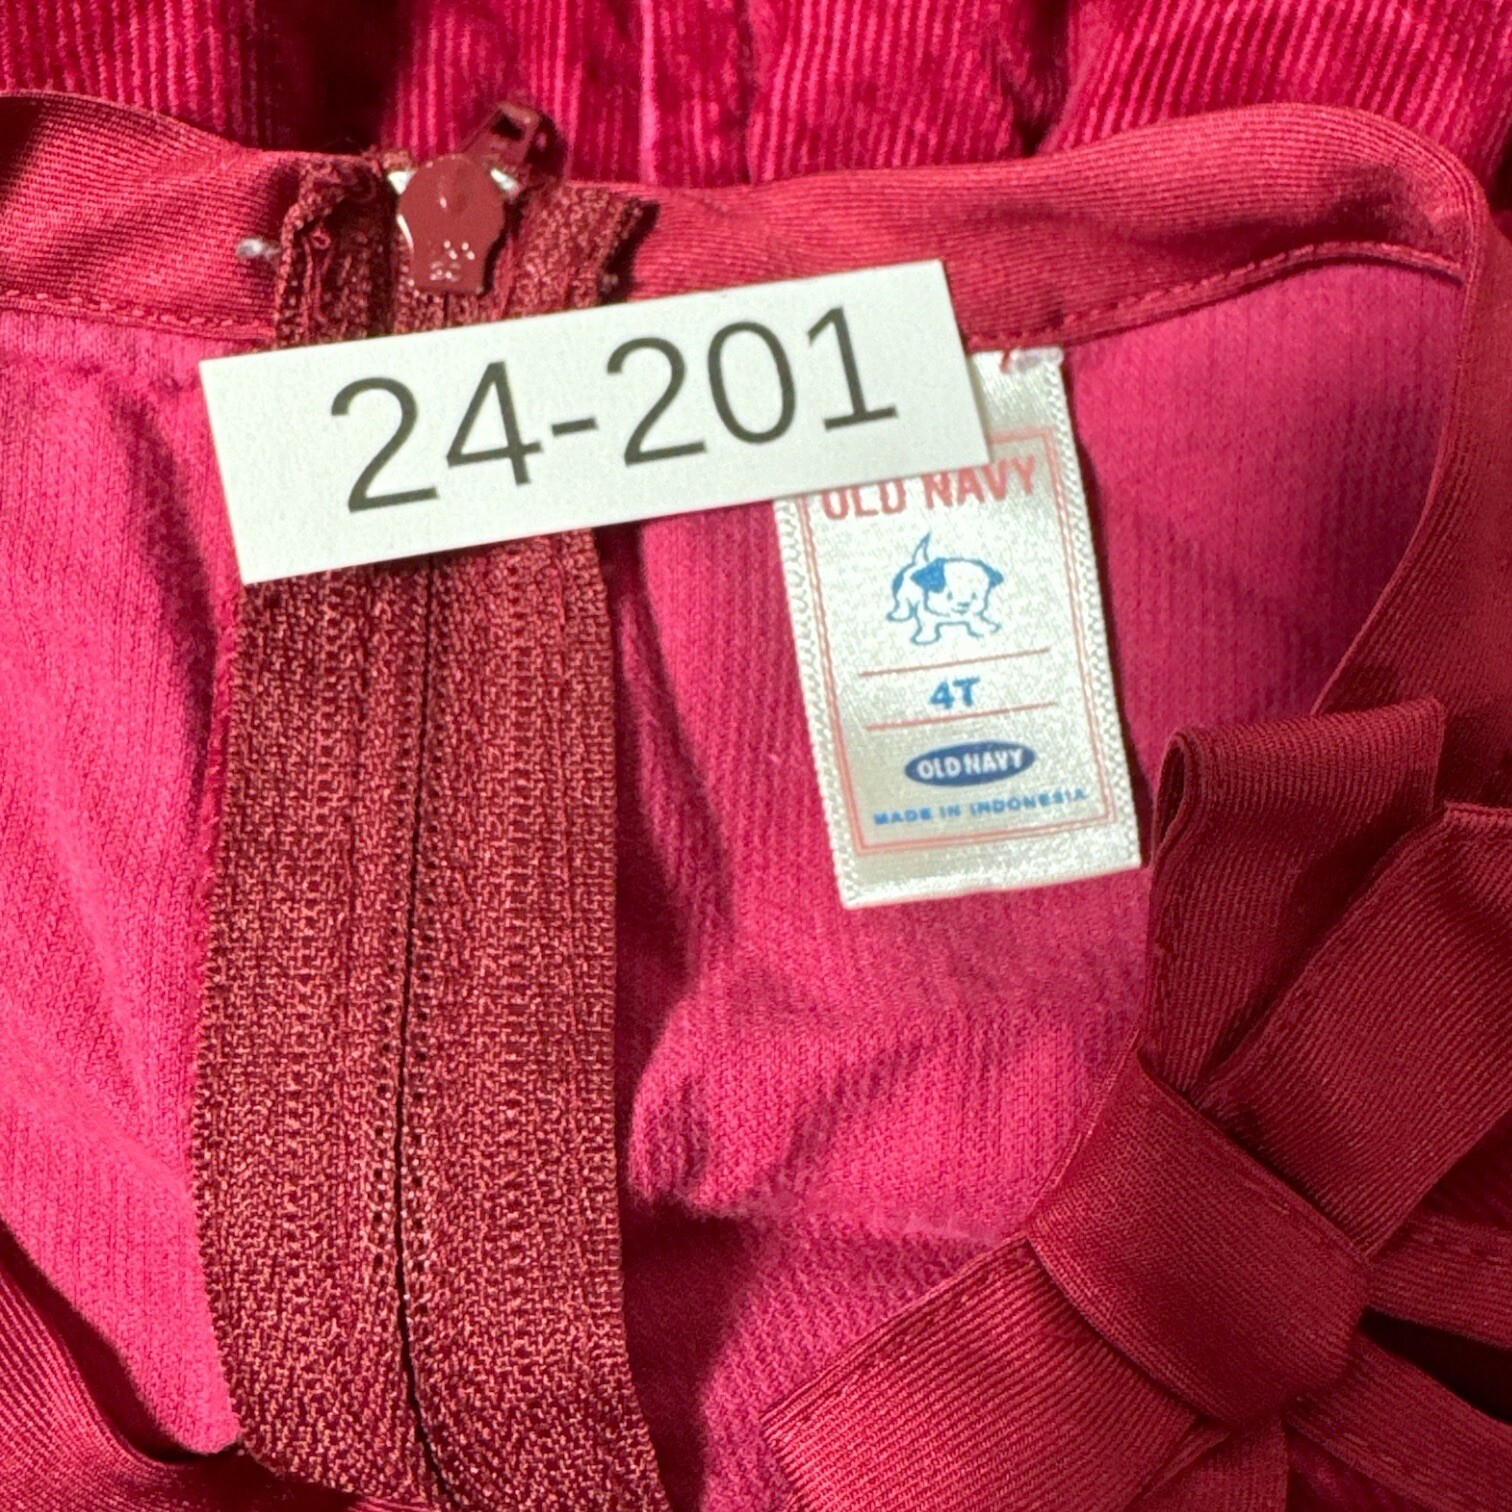 24-201
OLD NAVY
4T
OLD NAVY
MADE IN INDONESIA